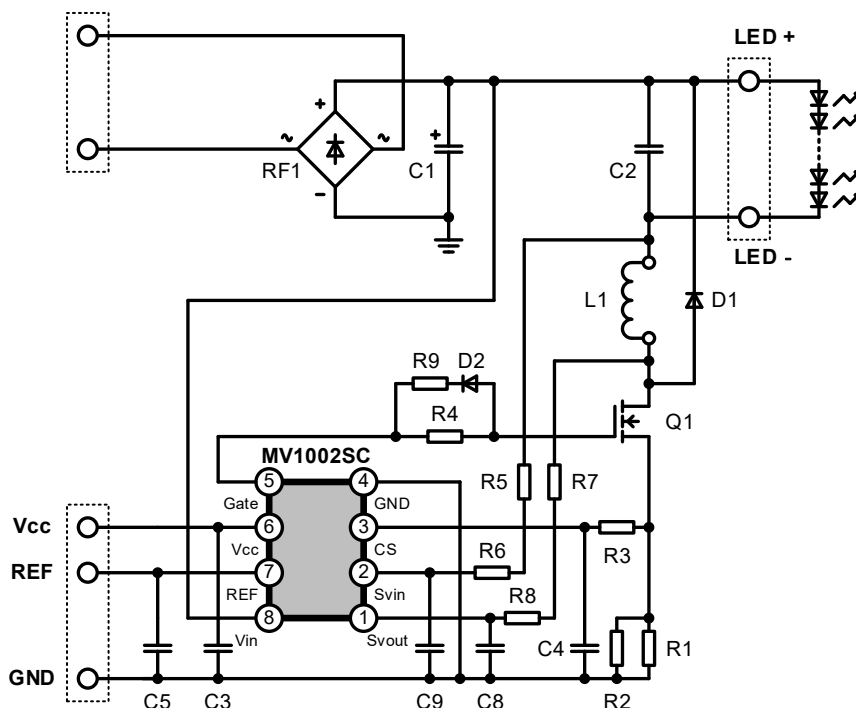 LED +
+
~
~
+
RF1
C1
C2
-
LED -
L1
D1
R9
D2
R4
Q1
MV1002SC
5
4
R5
R7
Gate
GND
Vcc
6
3
Vcc
CS
R3
R6
REF
7
2
REF
Svin
R8
8
1
Vin
Svout
C4
R1
GND
C5
C3
C9
C8
R2